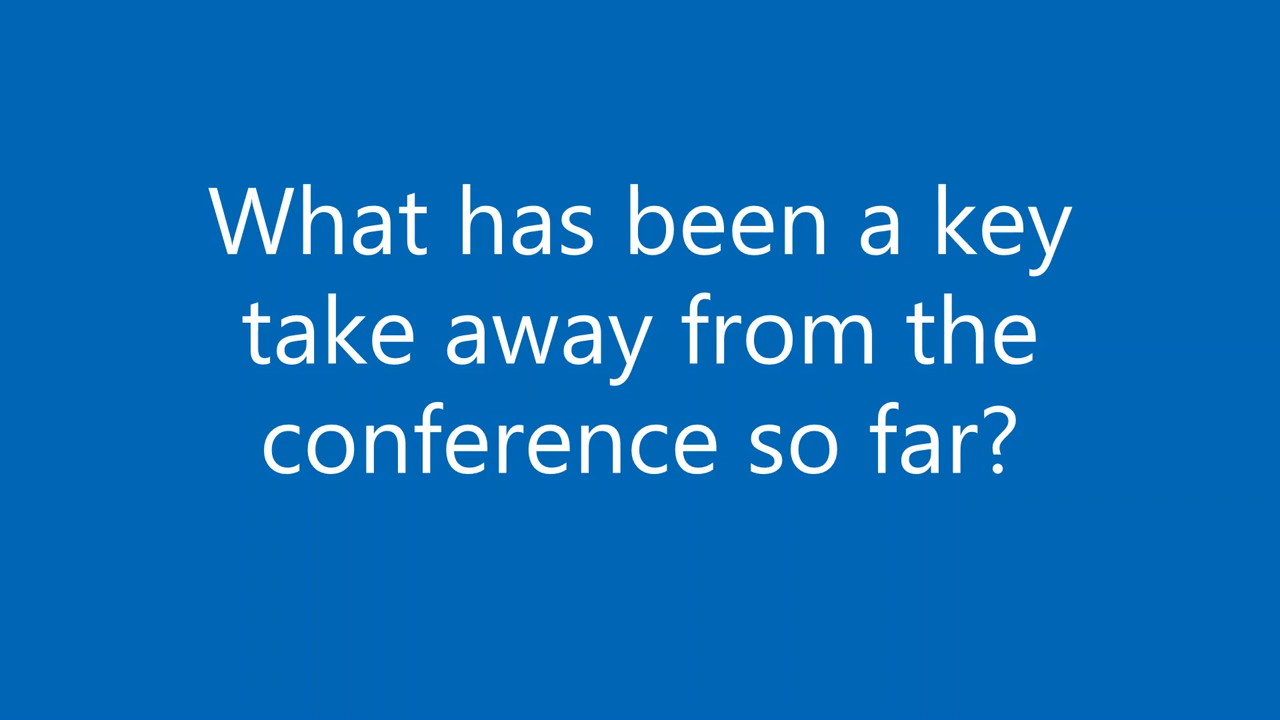 What has been a key
take away from the
conference so far?